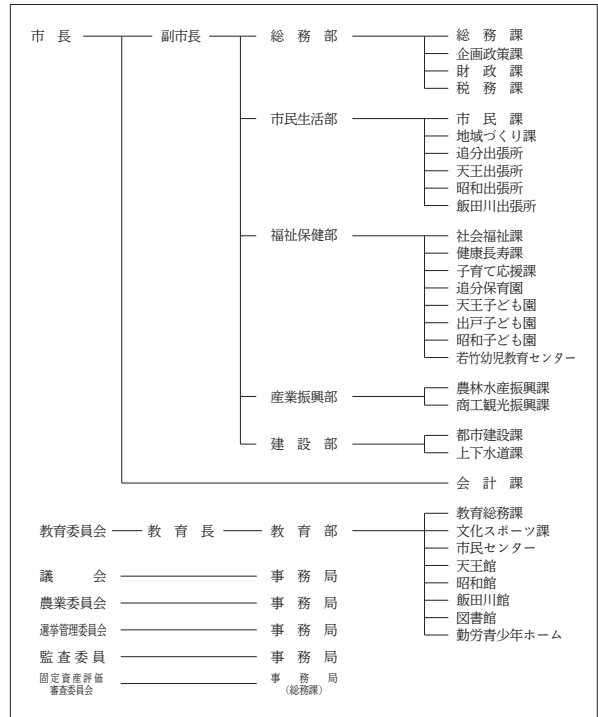 市長 副市長 総務部 総務課
企画政策課
財政課
税務課
市民生活部 市民課
地域づくり課
追分出張所
天王出張所
昭和出張所
飯田川出張所
福祉保健部 社会福祉課
健康長寿課
子育て応援課
追分保育園
天王子ども園
出戸子ども園
昭和子ども園
若竹幼児教育センター
産業振興部 農林水産振興課
商工観光振興課
建設部 都市建設課
上下水道課
会計課
教育委員会 教育長 教育部 教育総務課
文化スポーツ課
市民センター
天王館
昭和館
飯田川館
図書館
勤労青少年ホーム
議会 事務局
農業委員会 事務局
選挙管理委員会 事務局
監査委員 事務局
固定資産評価 事務局
審査委員会 (総務課)